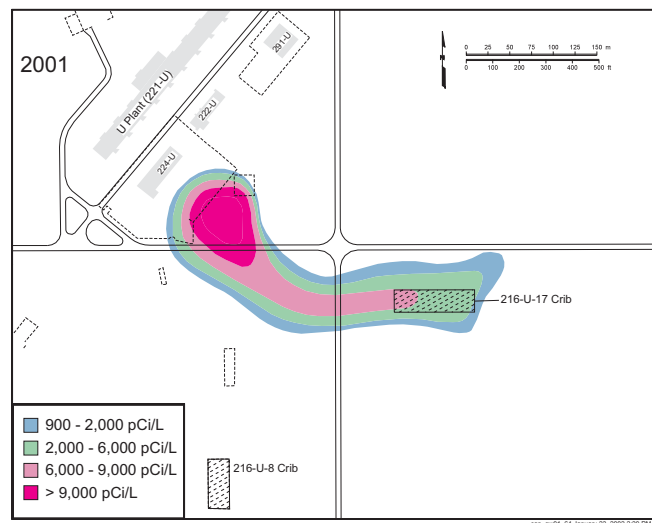 2001
U Plant (221-U)
291-U
222-U
224-U
N
0 25 50 75 100 125 150 m
0 100 200 300 400 500 ft
216-U-17 Crib
216-U-8 Crib
900 - 2,000 pCi/L
2,000 - 6,000 pCi/L
6,000 - 9,000 pCi/L
> 9,000 pCi/L